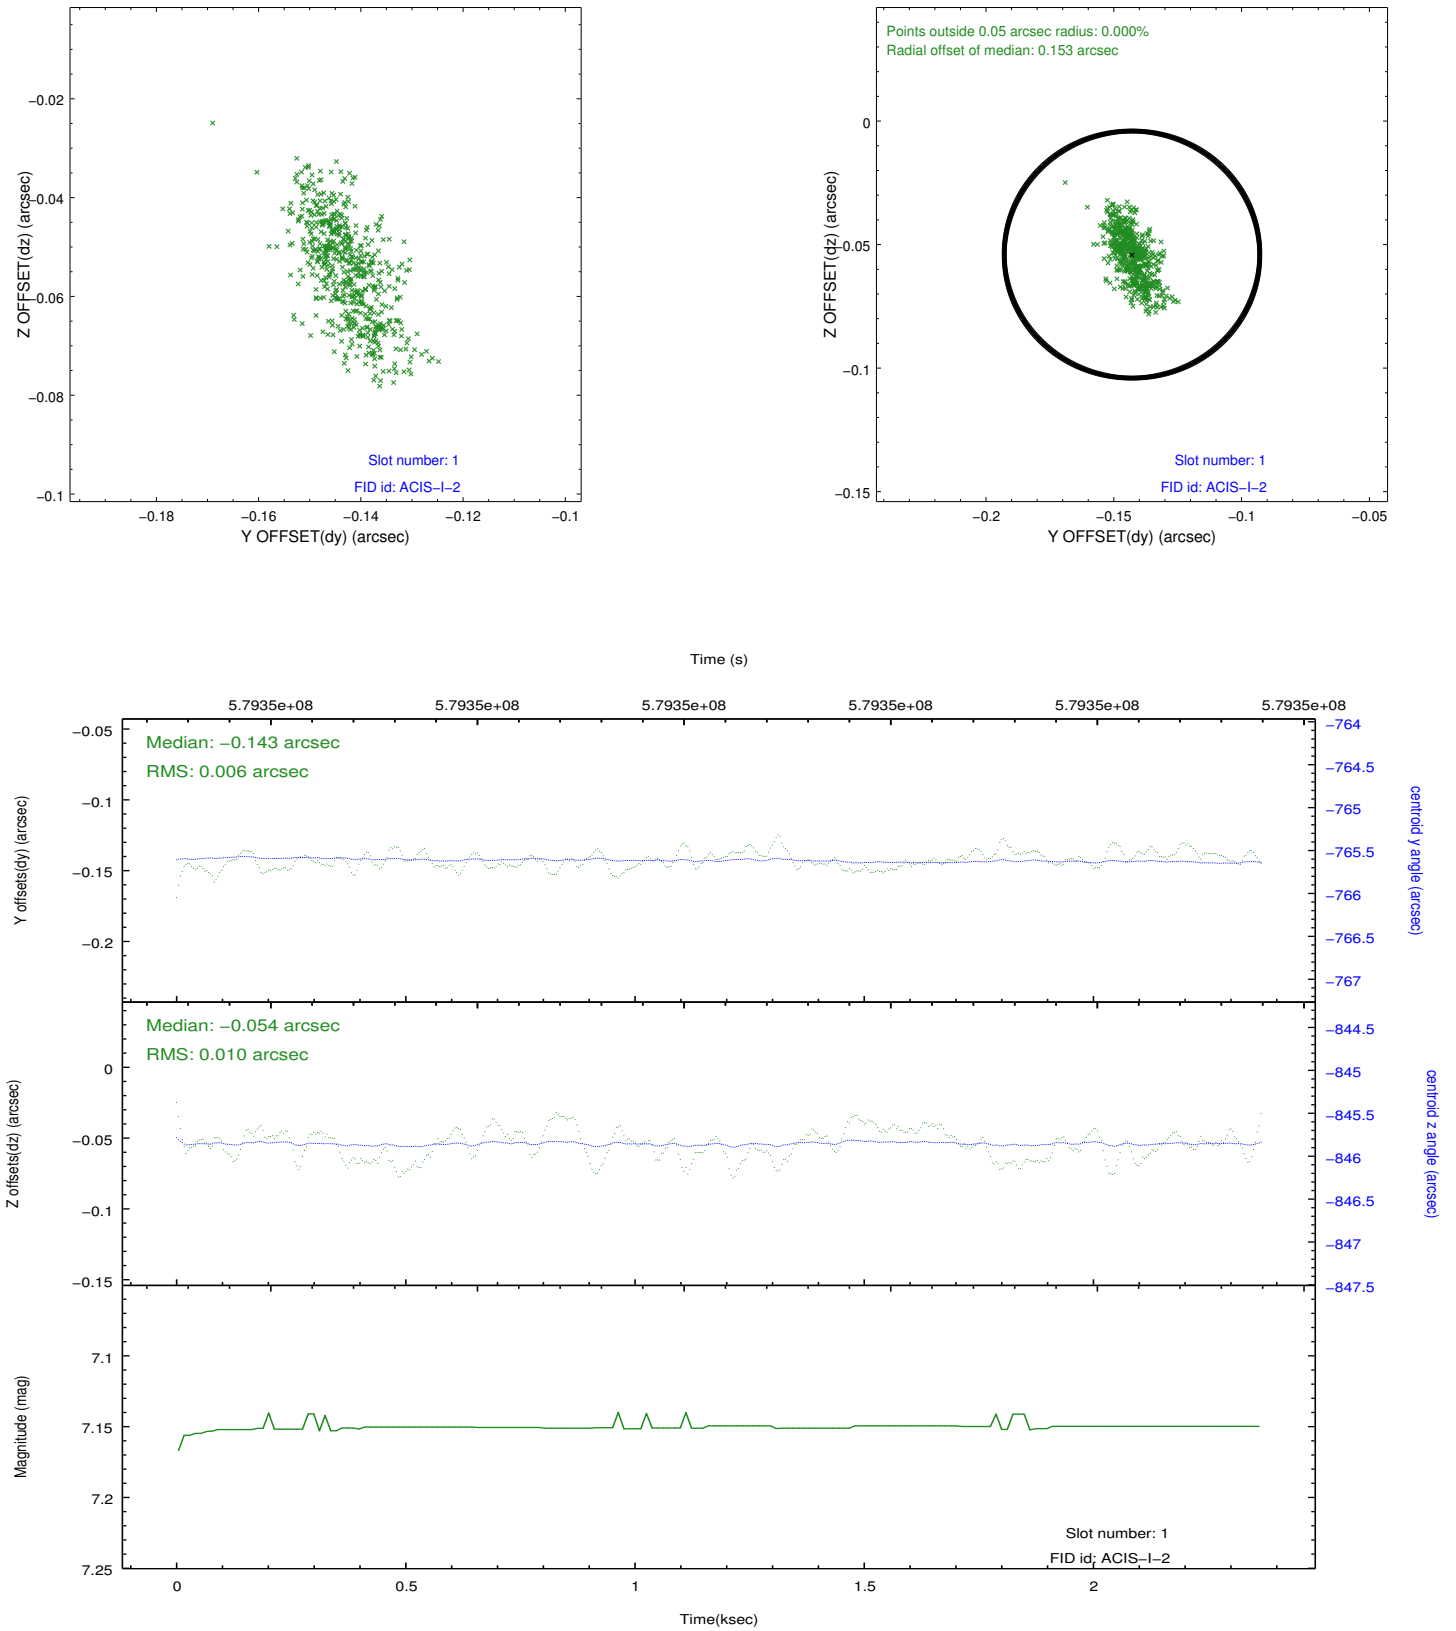 −0.02
−0.04
−0.06
−0.08
−0.1
Z OFFSET(dz) (arcsec)
Slot number: 1
FID id: ACIS−I−2
−0.18
−0.16
−0.14
−0.12
−0.1
Y OFFSET(dy) (arcsec)
Points outside 0.05 arcsec radius: 0.000%
Radial offset of median: 0.153 arcsec
0
−0.05
−0.1
−0.15
Z OFFSET(dz) (arcsec)
Slot number: 1
FID id: ACIS−I−2
−0.2
−0.15
−0.1
−0.05
Y OFFSET(dy) (arcsec)
Time (s)
5.7935e+08
5.7935e+08
5.7935e+08
5.7935e+08
5.7935e+08
5.7935e+08
Median: −0.143 arcsec
RMS: 0.006 arcsec
−0.05
−0.1
−0.15
−0.2
Y offsets(dy) (arcsec)
−764
−764.5
−765
−765.5
−766
−766.5
−767
centroid y angle (arcsec)
Median: −0.054 arcsec
RMS: 0.010 arcsec
0
−0.05
−0.1
−0.15
Z offsets(dz) (arcsec)
−844.5
−845
−845.5
−846
−846.5
−847
−847.5
centroid z angle (arcsec)
7.1
7.15
7.2
7.25
Magnitude (mag)
Slot number: 1
FID id: ACIS−I−2
0
0.5
1
1.5
2
Time(ksec)